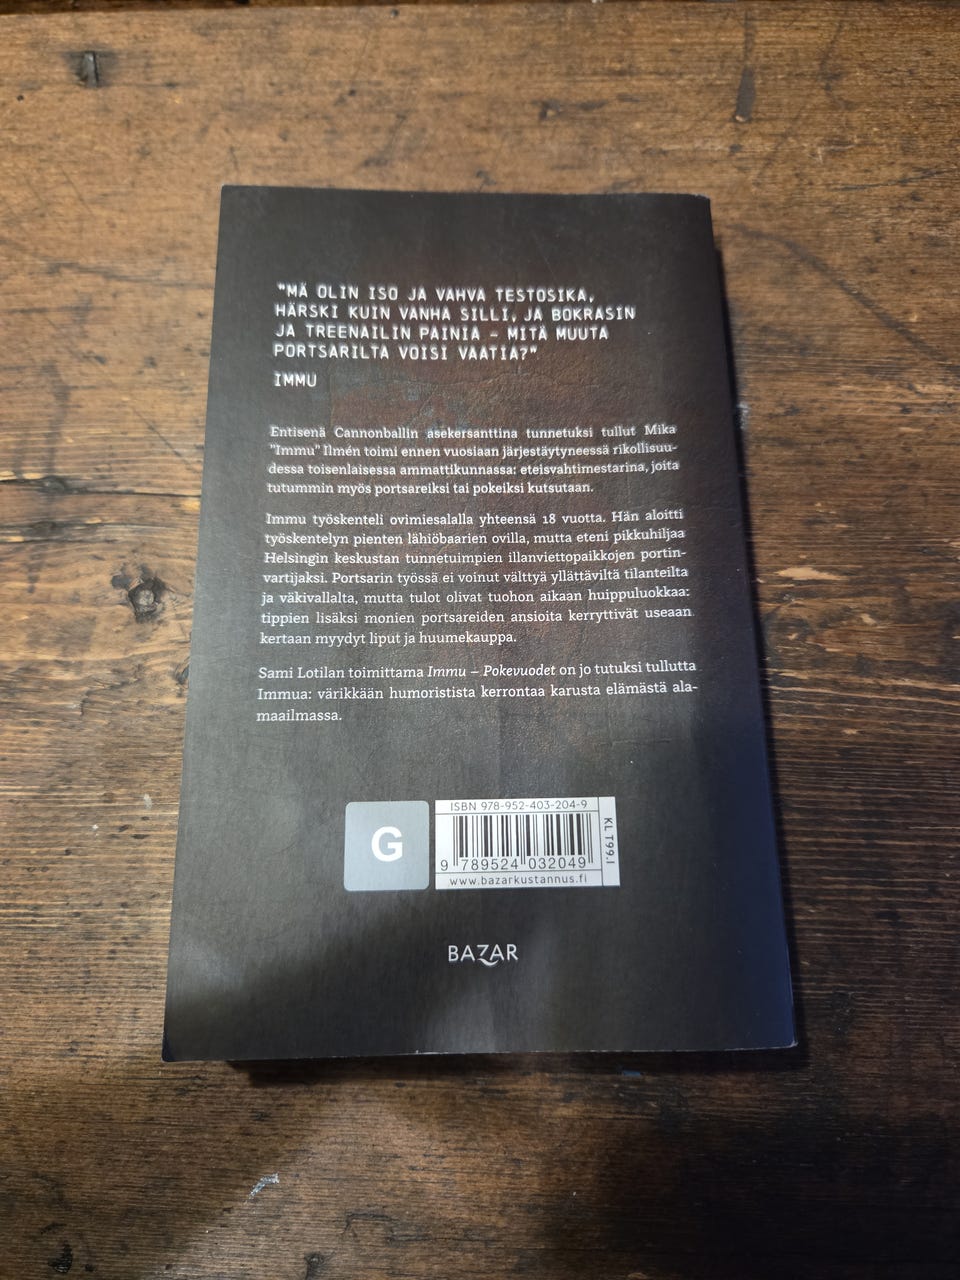 "MÄ OLIN ISO JA VAHVA TESTOSIKA,
HÄRSKI KUIN VANHA SILLI, JA BOKRASIN
JA TREENAILIN PAINIA – MITÄ MUUTA
PORTSARILTA VOISI VAATIA?"
IMMU
Entisenä Cannonballin asekersanttina tunnetuksi tullut Mika
"Immu" Ilmén toimi ennen vuosiaan järjestäytyneessä rikollisuu-
dessa toisenlaisessa ammattikunnassa: eteisvahtimestarina, joita
tutummin myös portsareiksi tai pokeiksi kutsutaan.
Immu työskenteli ovimiesalalla yhteensä 18 vuotta. Hän aloitti
työskentelyn pienten lähiöbaarien ovilla, mutta eteni pikkuhiljaa
Helsingin keskustan tunnetuimpien illanviettopaikkojen portin-
vartijaksi. Portsarin työssä ei voinut välttyä yllättäviltä tilanteilta
ja väkivallalta, mutta tulot olivat tuohon aikaan huippuluokkaa:
tippien lisäksi monien portsareiden ansioita kerryttivät useaan
kertaan myydyt liput ja huumekauppa.
Sami Lotilan toimittama Immu – Pokevuodet on jo tutuksi tullutta
Immua: värikkään humoristista kerrontaa karusta elämästä ala-
maailmassa.
G
ISBN 978-952-403-204-9
9 789524 032049
www.bazarkustannus.fi
KL T99.1
BAZAR